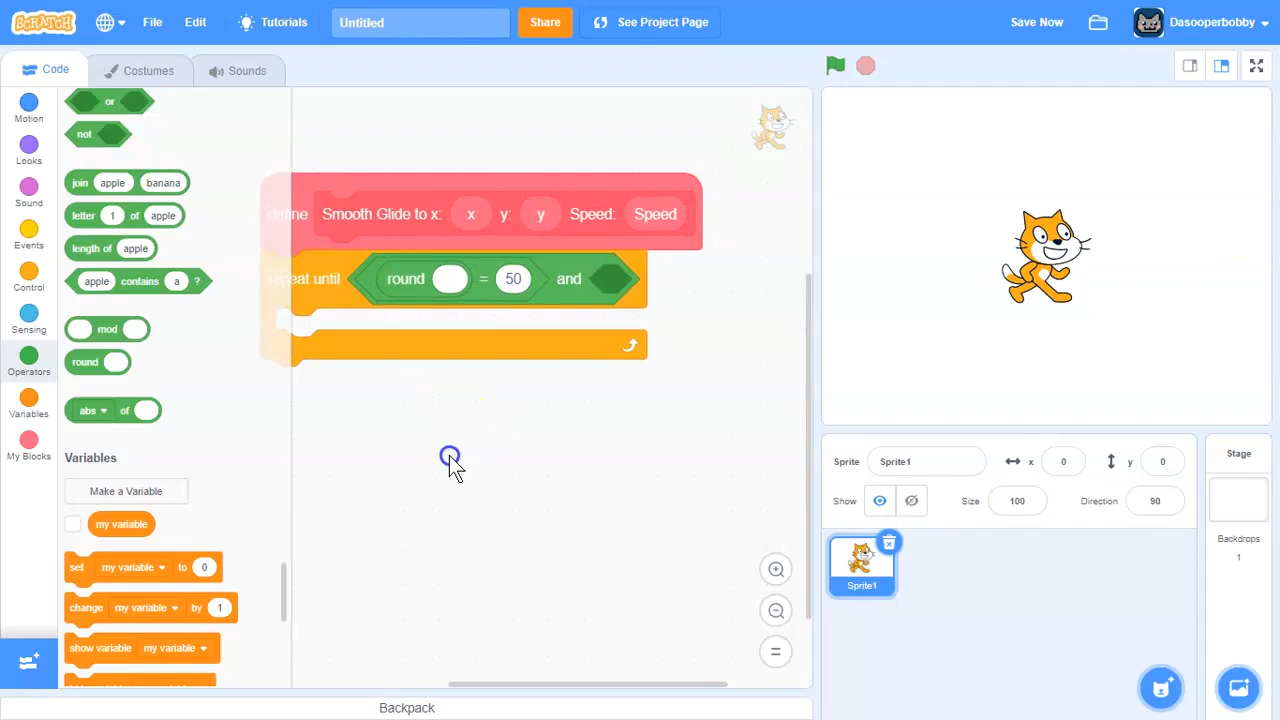 SCRATCH File Edit Tutorials Untitled Share See Project Page Save Now Dasooperbobby
Code Costumes Sounds
Motion
Looks
Sound
Events
Control
Sensing
Operators
Variables
My Blocks
or
not
join apple banana
letter 1 of apple
length of apple
apple contains a ?
mod
round
abs of
Variables
Make a Variable
my variable
set my variable to 0
change my variable by 1
show variable my variable
define Smooth Glide to x: x y: y Speed: Speed
repeat until round = 50 and
Sprite Sprite1 x 0 y 0
Show Size 100 Direction 90
Sprite1
Stage
Backdrops
1
Backpack